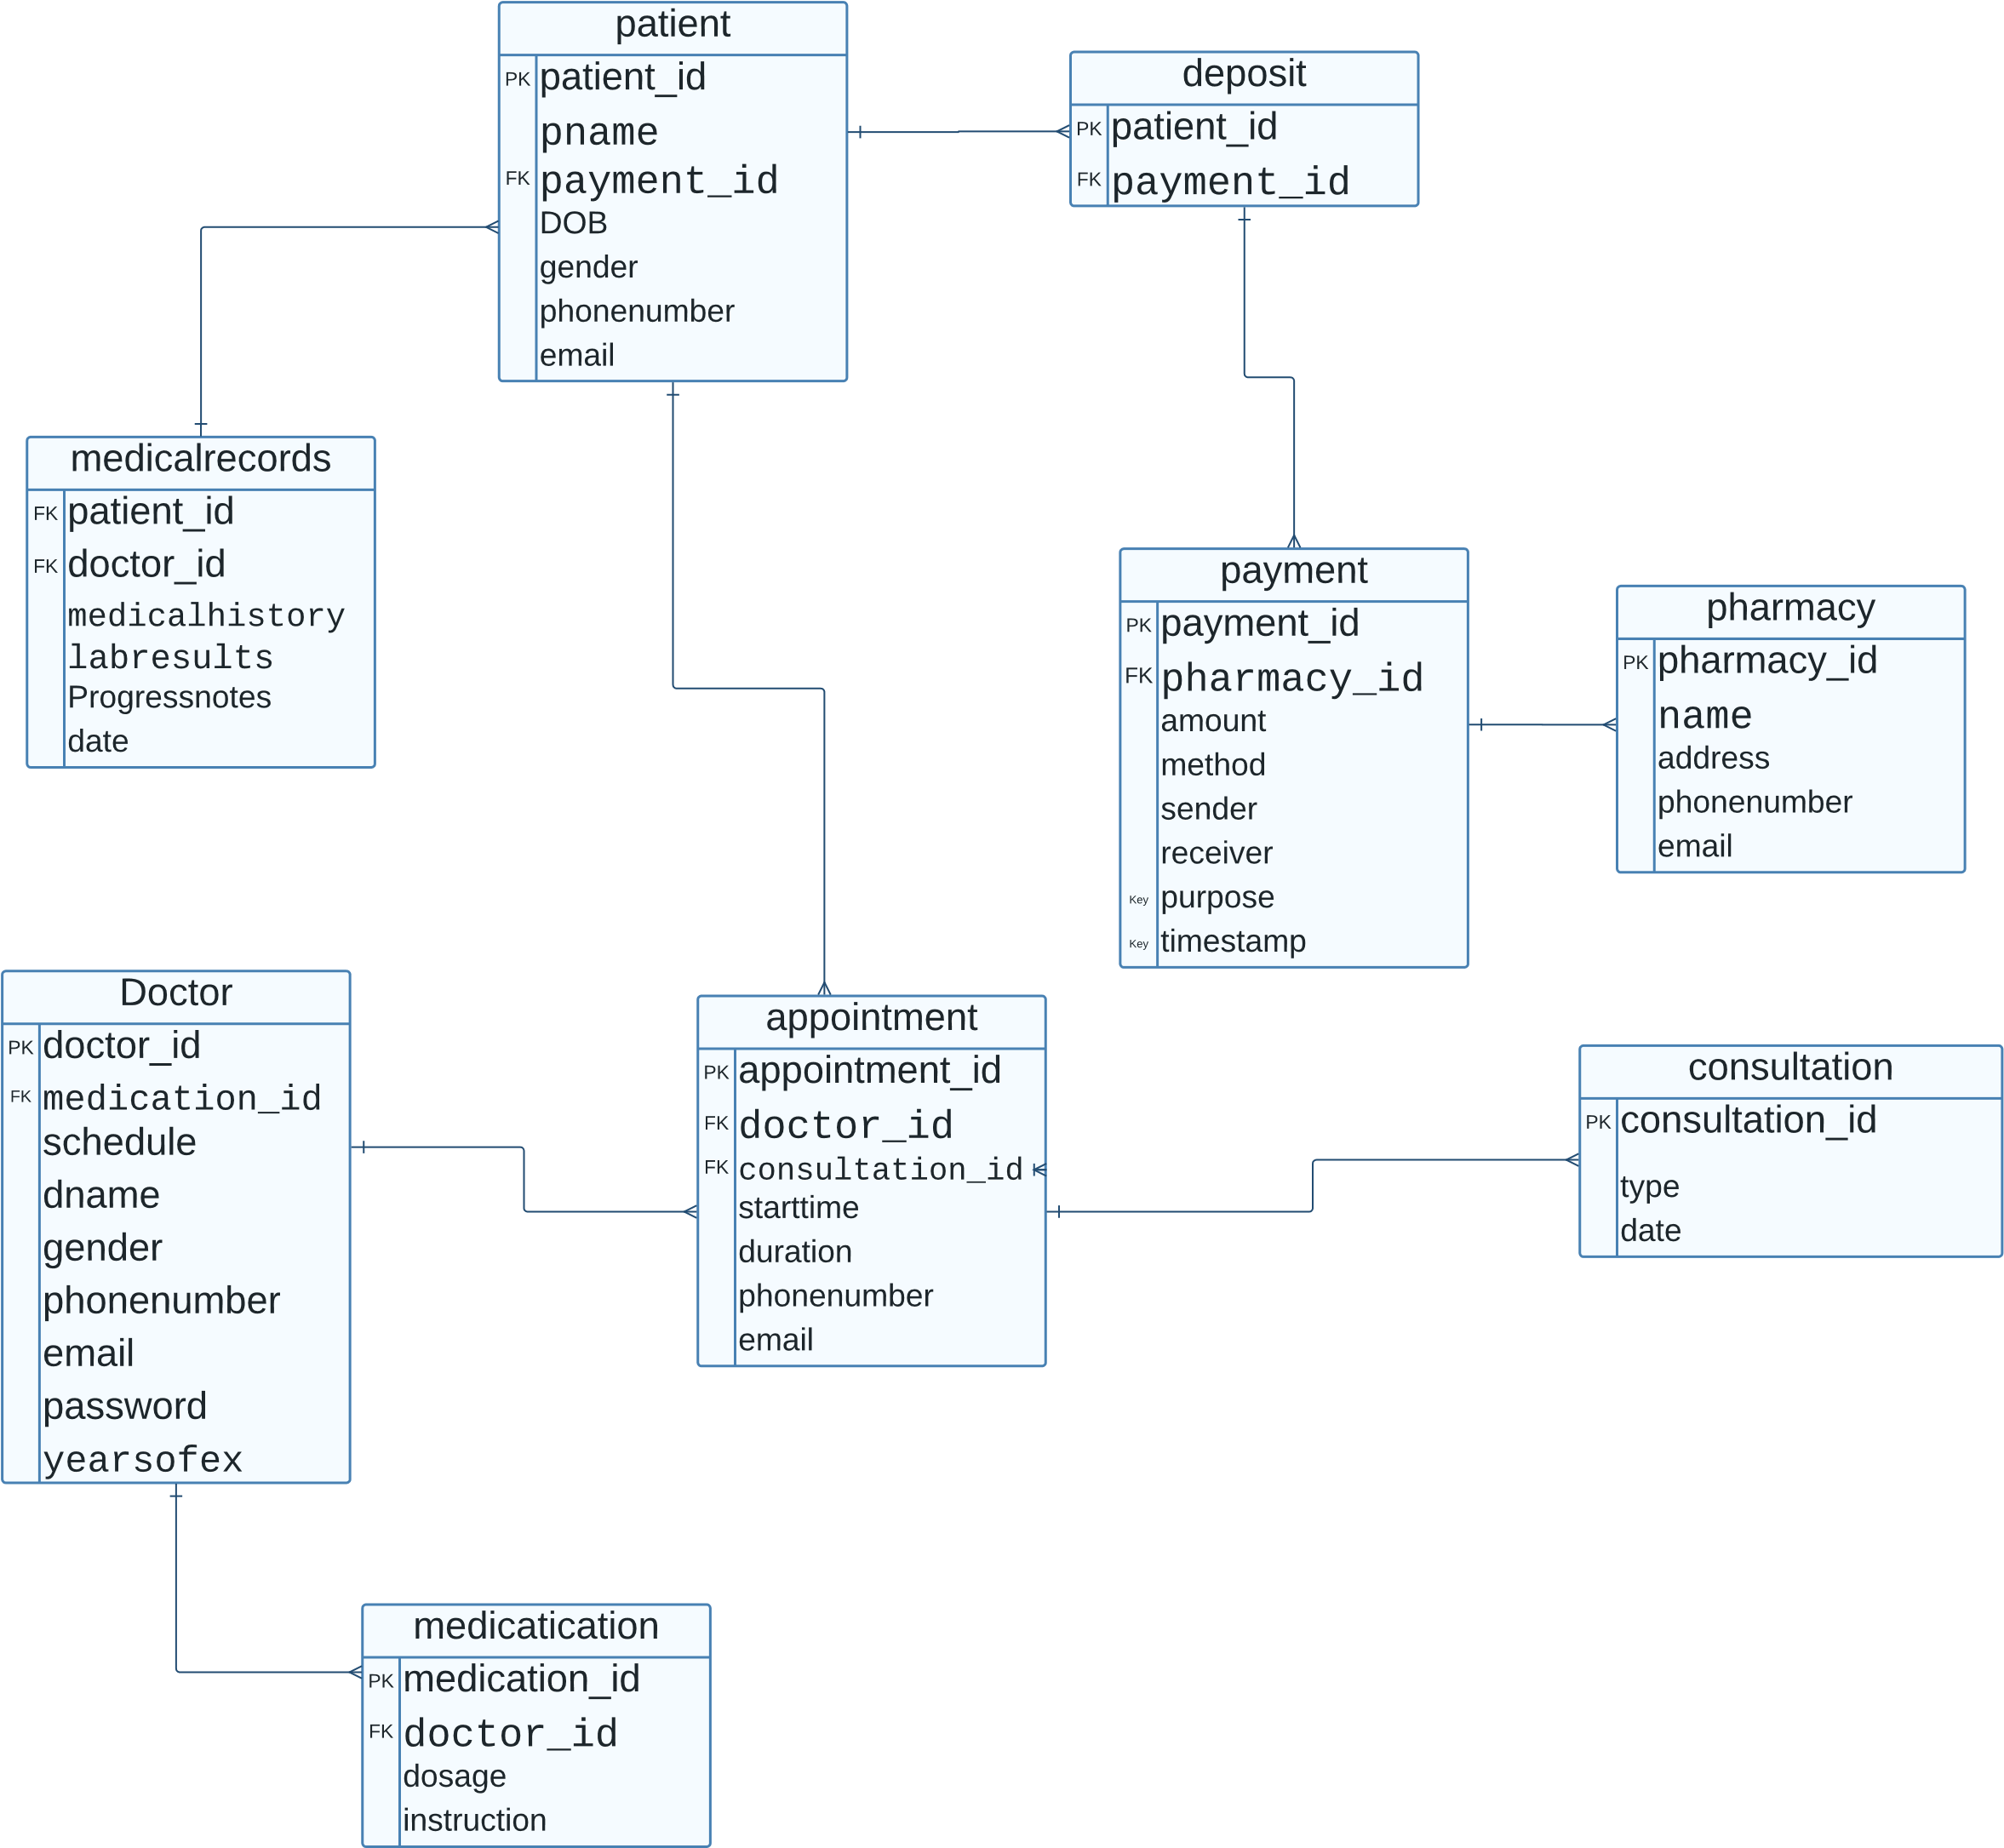 patient
PK patient_id
pname
FK payment_id
DOB
gender
phonenumber
email
deposit
PK patient_id
FK payment_id
medicalrecords
FK patient_id
FK doctor_id
medicalhistory
labresults
Progressnotes
date
payment
PK payment_id
FK pharmacy_id
amount
method
sender
receiver
Key purpose
Key timestamp
pharmacy
PK pharmacy_id
name
address
phonenumber
email
Doctor
PK doctor_id
FK medication_id
schedule
dname
gender
phonenumber
email
password
yearsofex
appointment
PK appointment_id
FK doctor_id
FK consultation_id
starttime
duration
phonenumber
email
consultation
PK consultation_id
type
date
medicatication
PK medication_id
FK doctor_id
dosage
instruction